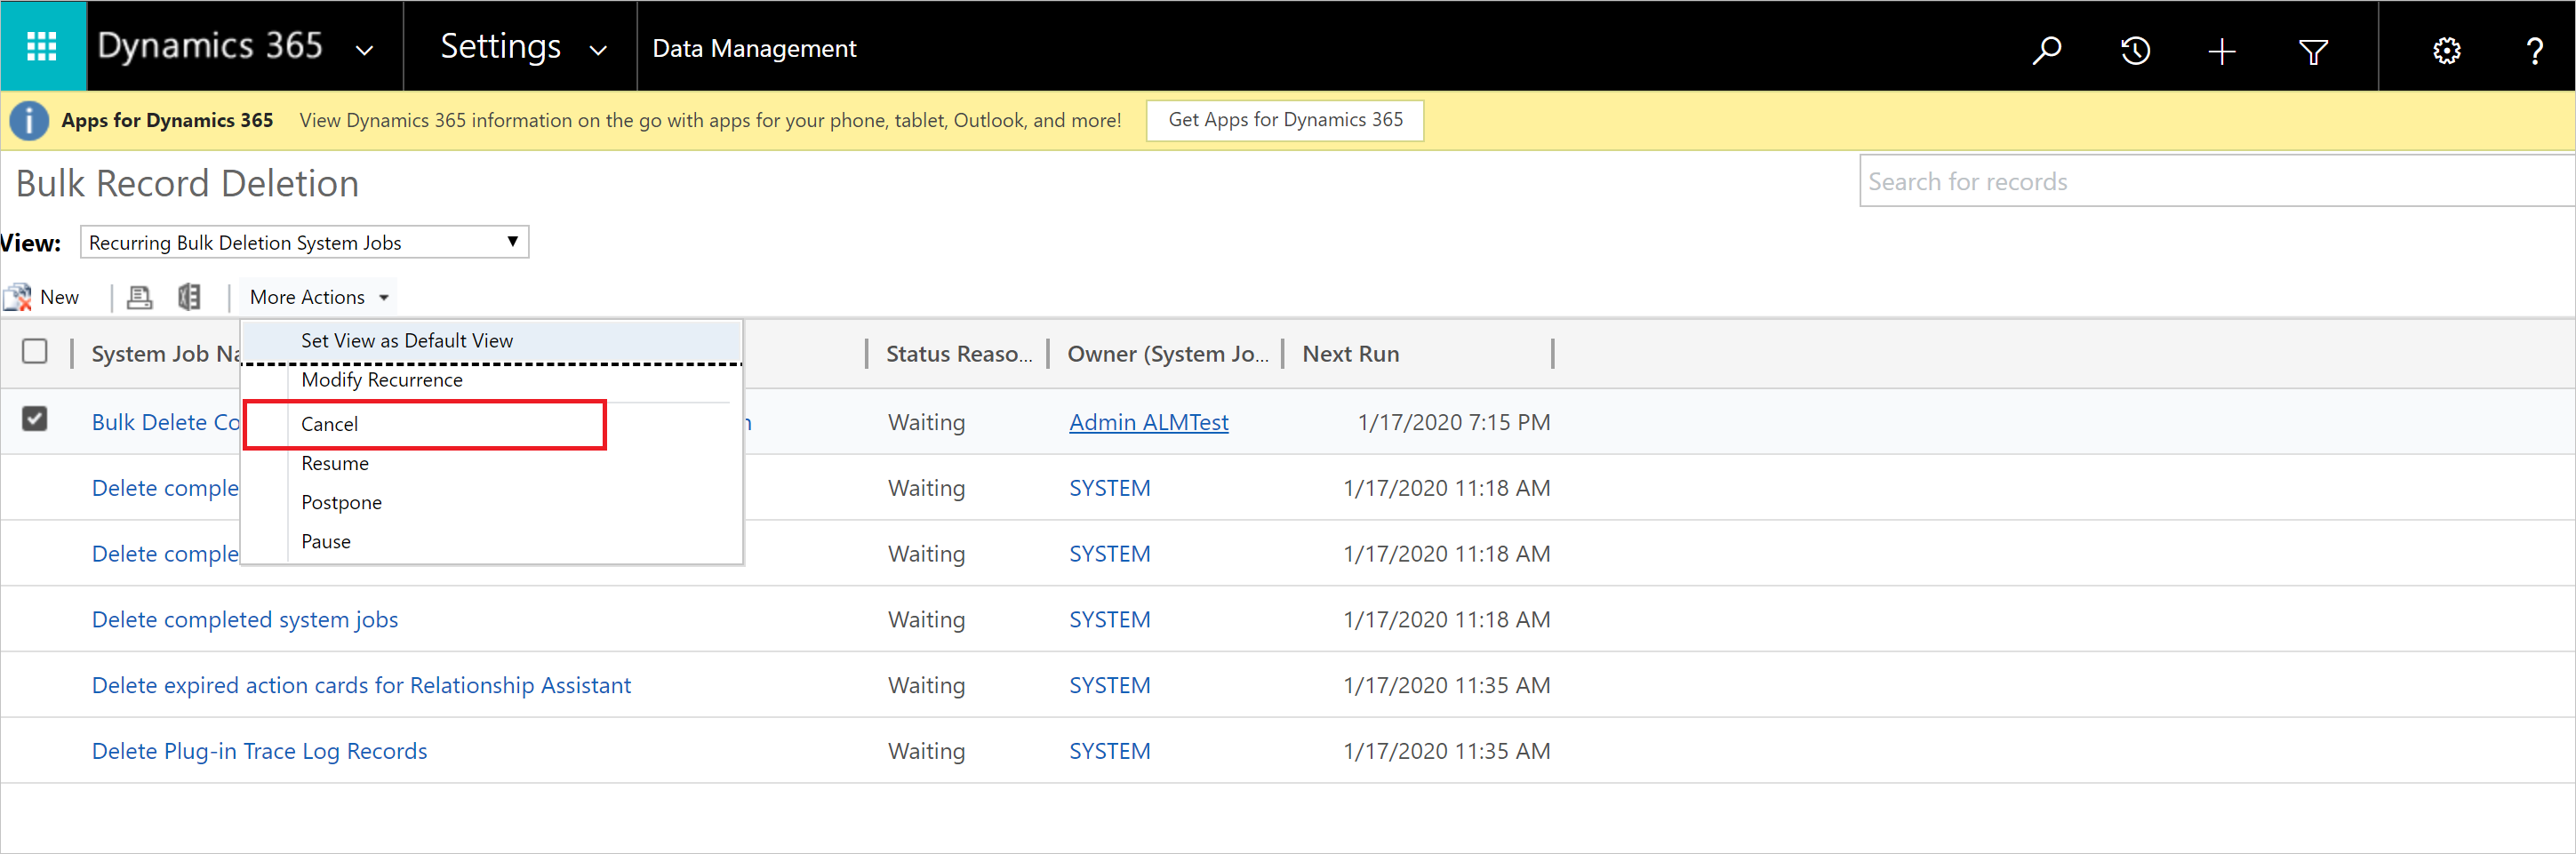 Dynamics 365 Settings Data Management ?
i Apps for Dynamics 365 View Dynamics 365 information on the go with apps for your phone, tablet, Outlook, and more! Get Apps for Dynamics 365
Bulk Record Deletion Search for records
View: Recurring Bulk Deletion System Jobs
New More Actions
Set View as Default View
System Job Na Status Reaso... Owner (System Jo... Next Run
Modify Recurrence
Bulk Delete Co Cancel n Waiting Admin ALMTest 1/17/2020 7:15 PM
Resume
Delete comple Waiting SYSTEM 1/17/2020 11:18 AM
Postpone
Pause
Delete comple Waiting SYSTEM 1/17/2020 11:18 AM
Delete completed system jobs Waiting SYSTEM 1/17/2020 11:18 AM
Delete expired action cards for Relationship Assistant Waiting SYSTEM 1/17/2020 11:35 AM
Delete Plug-in Trace Log Records Waiting SYSTEM 1/17/2020 11:35 AM